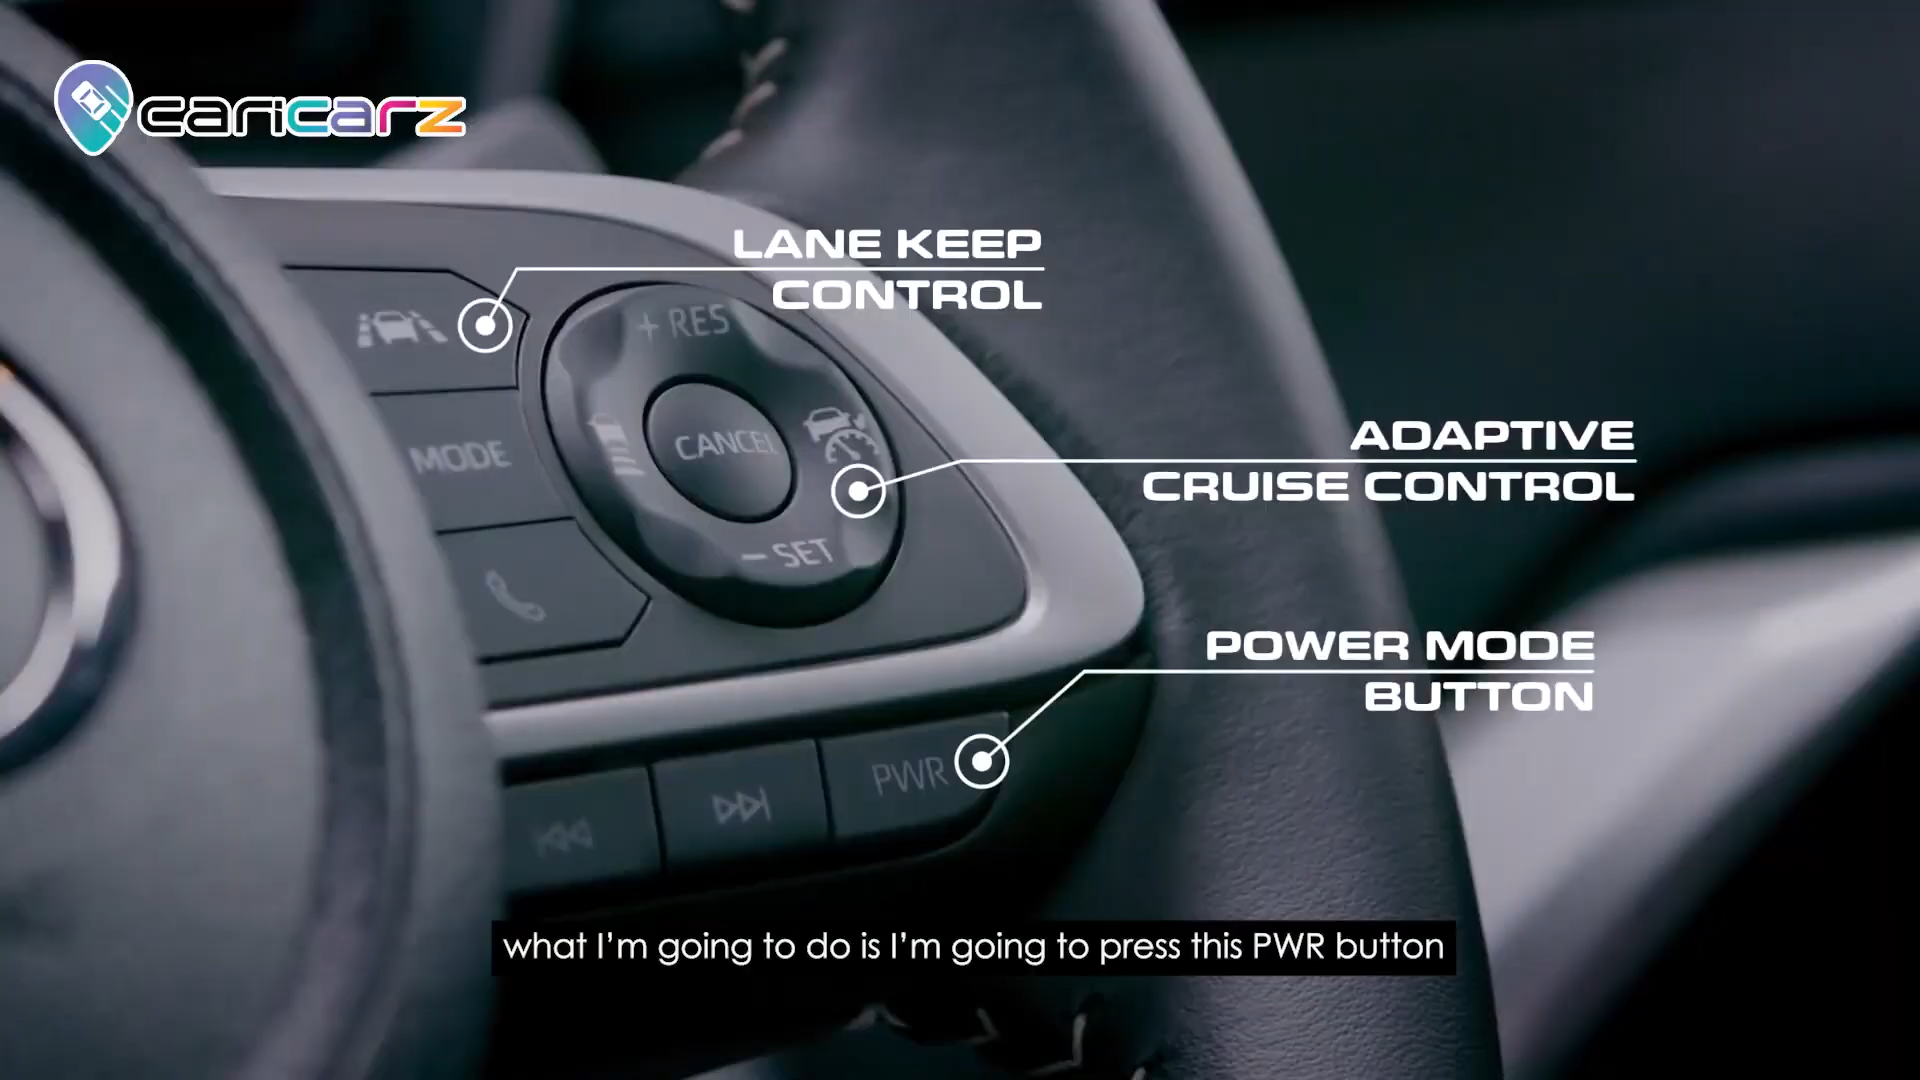 caricarz
LANE KEEP
CONTROL
+ RES
MODE
CANCEL
ADAPTIVE
CRUISE CONTROL
– SET
POWER MODE
BUTTON
PWR
what I'm going to do is I'm going to press this PWR button